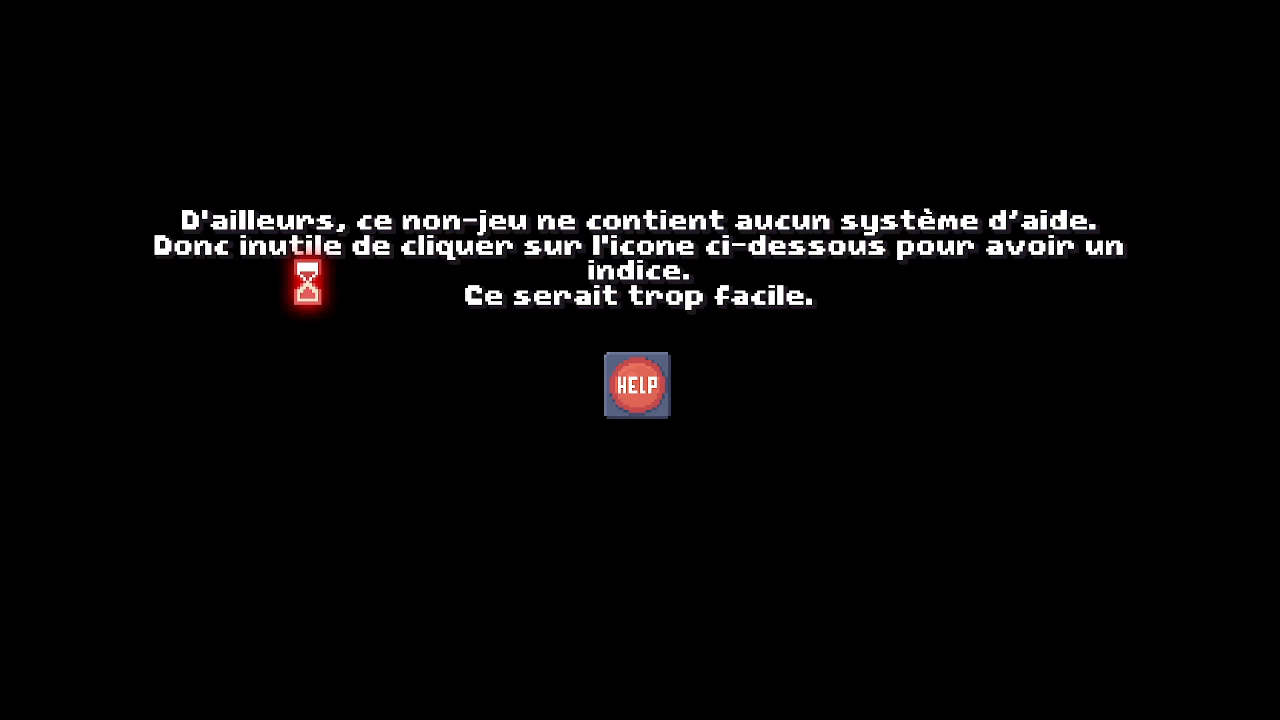 D'ailleurs, ce non-jeu ne contient aucun système d'aide.
Donc inutile de cliquer sur l'icone ci-dessous pour avoir un
indice.
Ce serait trop facile.
HELP